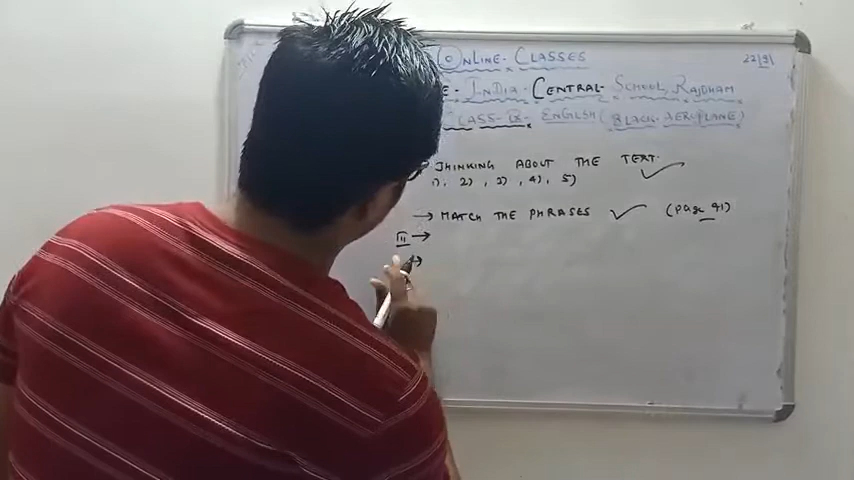 ONLINE - CLASSES
22/9/
INDIA - CENTRAL - SCHOOL, RAJDHAM
CLASS - ENGLISH (BLACK - AEROPLANE)
THINKING ABOUT THE TEXT ✓
1), 2), 3), 4), 5)
→ MATCH THE PHRASES ✓ (Page 41)
II →